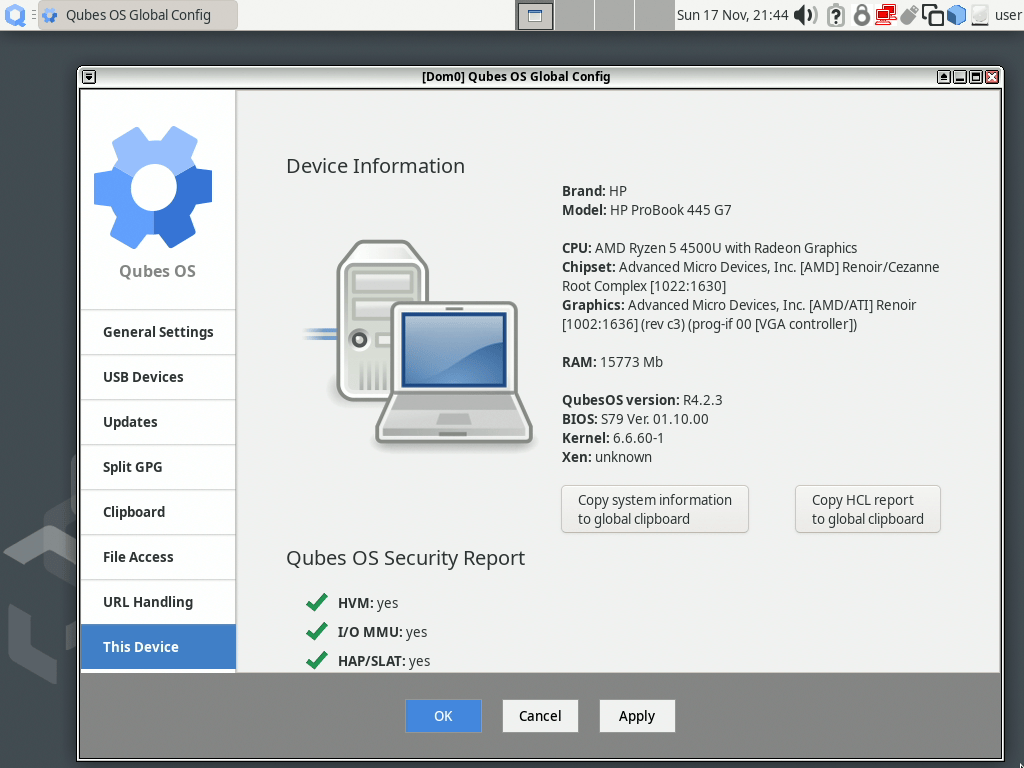 Qubes OS Global Config
Sun 17 Nov, 21:44
user
[Dom0] Qubes OS Global Config
Qubes OS
General Settings
USB Devices
Updates
Split GPG
Clipboard
File Access
URL Handling
This Device
Device Information
Brand: HP
Model: HP ProBook 445 G7
CPU: AMD Ryzen 5 4500U with Radeon Graphics
Chipset: Advanced Micro Devices, Inc. [AMD] Renoir/Cezanne
Root Complex [1022:1630]
Graphics: Advanced Micro Devices, Inc. [AMD/ATI] Renoir
[1002:1636] (rev c3) (prog-if 00 [VGA controller])
RAM: 15773 Mb
QubesOS version: R4.2.3
BIOS: S79 Ver. 01.10.00
Kernel: 6.6.60-1
Xen: unknown
Copy system information
to global clipboard
Copy HCL report
to global clipboard
Qubes OS Security Report
HVM: yes
I/O MMU: yes
HAP/SLAT: yes
OK
Cancel
Apply